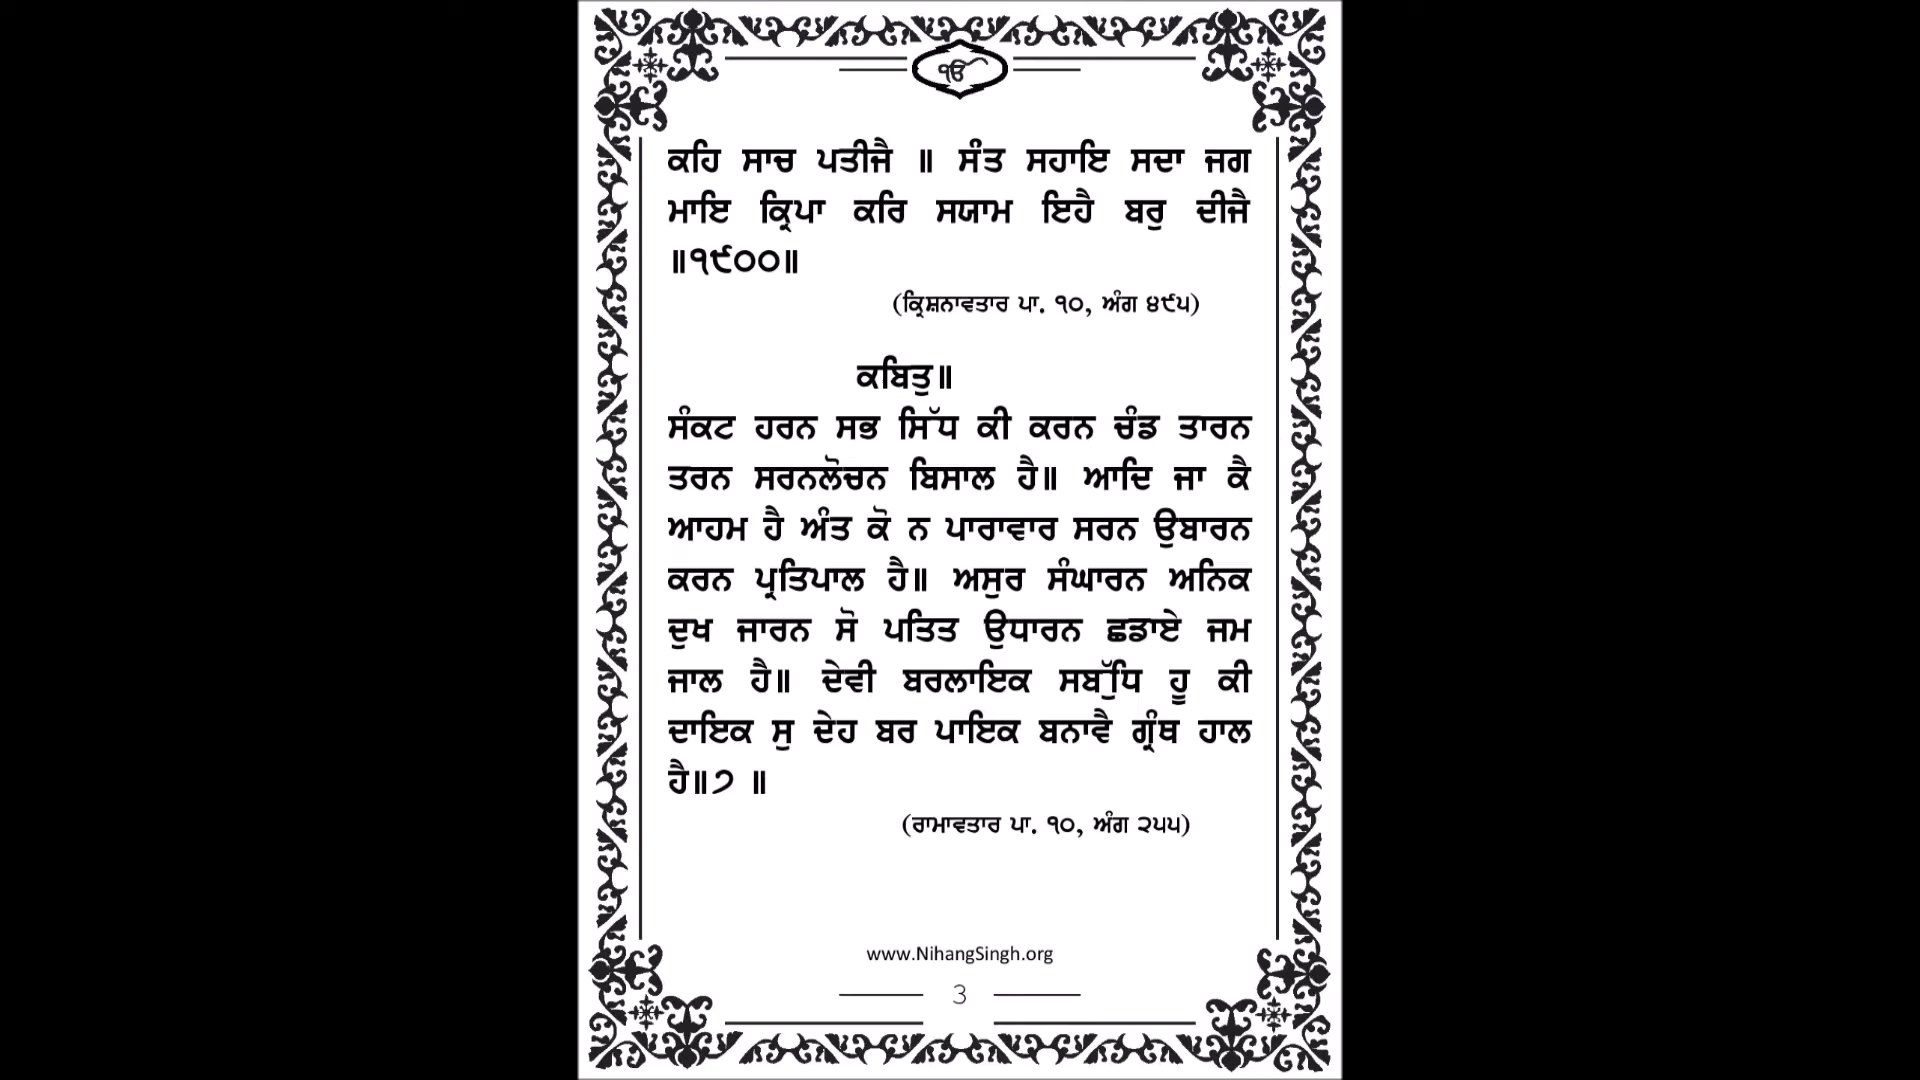 ੴ
ਕਹਿ ਸਾਚ ਪਤੀਜੈ ॥ ਸੰਤ ਸਹਾਇ ਸਦਾ ਜਗ
ਮਾਇ ਕ੍ਰਿਪਾ ਕਰਿ ਸਯਾਮ ਇਹੈ ਬਰੁ ਦੀਜੈ
॥੧੯੦੦॥
(ਕ੍ਰਿਸ਼ਨਾਵਤਾਰ ਪਾ. ੧੦, ਅੰਗ ੪੯੫)
ਕਬਿਤੁ॥
ਸੰਕਟ ਹਰਨ ਸਭ ਸਿੱਧ ਕੀ ਕਰਨ ਚੰਡ ਤਾਰਨ
ਤਰਨ ਸਰਨਲੋਚਨ ਬਿਸਾਲ ਹੈ॥ ਆਦਿ ਜਾ ਕੈ
ਆਹਮ ਹੈ ਅੰਤ ਕੋ ਨ ਪਾਰਾਵਾਰ ਸਰਨ ਉਬਾਰਨ
ਕਰਨ ਪ੍ਰਤਿਪਾਲ ਹੈ॥ ਅਸੁਰ ਸੰਘਾਰਨ ਅਨਿਕ
ਦੁਖ ਜਾਰਨ ਸੋ ਪਤਿਤ ਉਧਾਰਨ ਛਡਾਏ ਜਮ
ਜਾਲ ਹੈ॥ ਦੇਵੀ ਬਰਲਾਇਕ ਸਬੁੱਧਿ ਹੂ ਕੀ
ਦਾਇਕ ਸੁ ਦੇਹ ਬਰ ਪਾਇਕ ਬਨਾਵੈ ਗ੍ਰੰਥ ਹਾਲ
ਹੈ॥੭ ॥
(ਰਾਮਾਵਤਾਰ ਪਾ. ੧੦, ਅੰਗ ੨੫੫)
www.NihangSingh.org
3